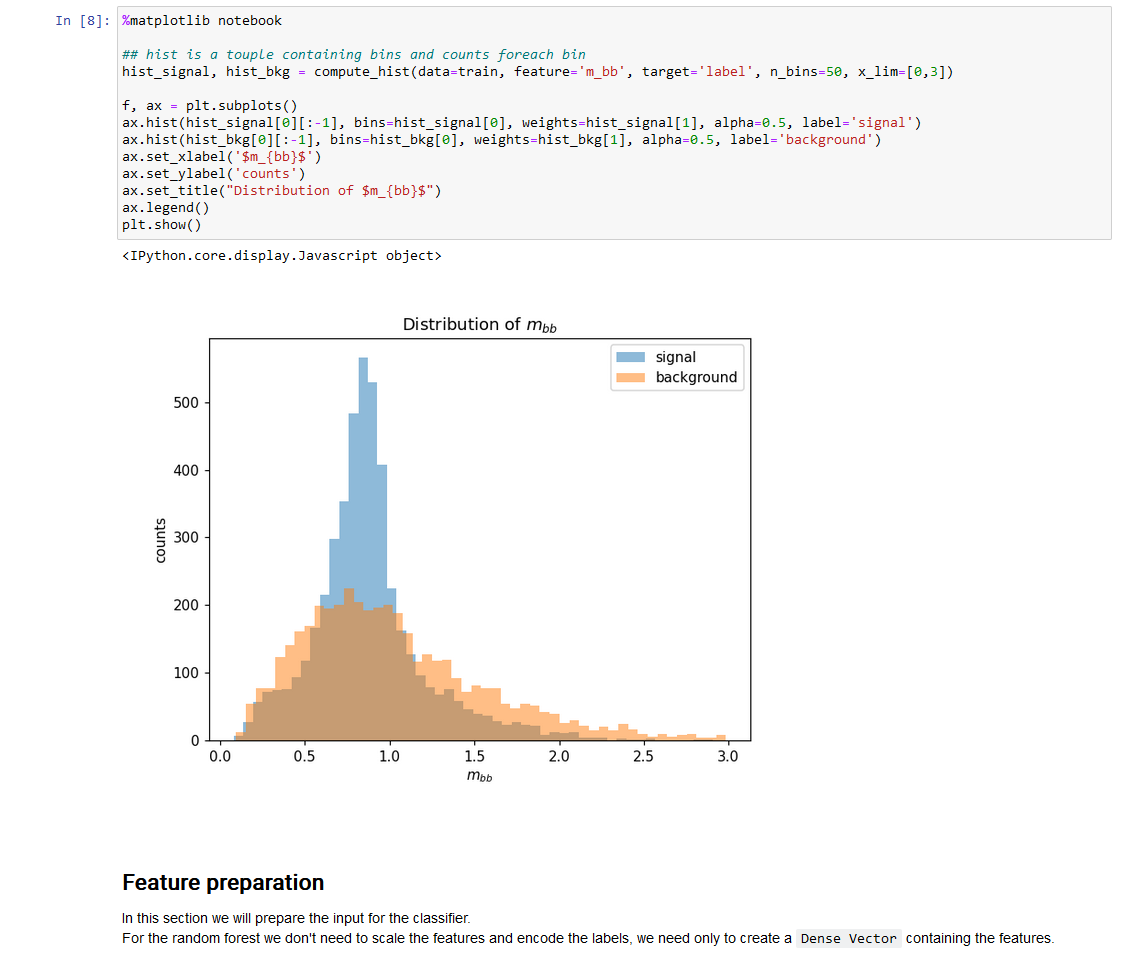 In [8]: %matplotlib notebook
## hist is a touple containing bins and counts foreach bin
hist_signal, hist_bkg = compute_hist(data=train, feature='m_bb', target='label', n_bins=50, x_lim=[0,3])
f, ax = plt.subplots()
ax.hist(hist_signal[0][:-1], bins=hist_signal[0], weights=hist_signal[1], alpha=0.5, label='signal')
ax.hist(hist_bkg[0][:-1], bins=hist_bkg[0], weights=hist_bkg[1], alpha=0.5, label='background')
ax.set_xlabel('$m_{bb}$')
ax.set_ylabel('counts')
ax.set_title("Distribution of $m_{bb}$")
ax.legend()
plt.show()
<IPython.core.display.Javascript object>
Distribution of m_bb
signal
background
500
400
300
200
100
0
counts
0.0 0.5 1.0 1.5 2.0 2.5 3.0
m_bb
Feature preparation
In this section we will prepare the input for the classifier.
For the random forest we don't need to scale the features and encode the labels, we need only to create a Dense Vector containing the features.